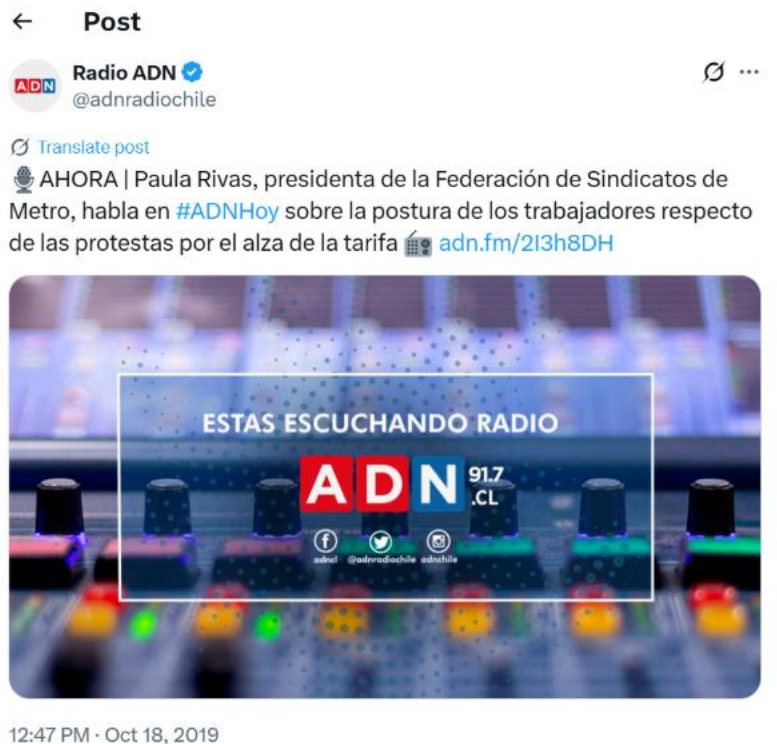 Post
ADN
Radio ADN
@adnradiochile
Translate post
AHORA | Paula Rivas, presidenta de la Federación de Sindicatos de
Metro, habla en #ADNHoy sobre la postura de los trabajadores respecto
de las protestas por el alza de la tarifa adn.fm/2I3h8DH
ESTAS ESCUCHANDO RADIO
ADN 91.7
.CL
adncl @adnradiochile adnchile
12:47 PM · Oct 18, 2019